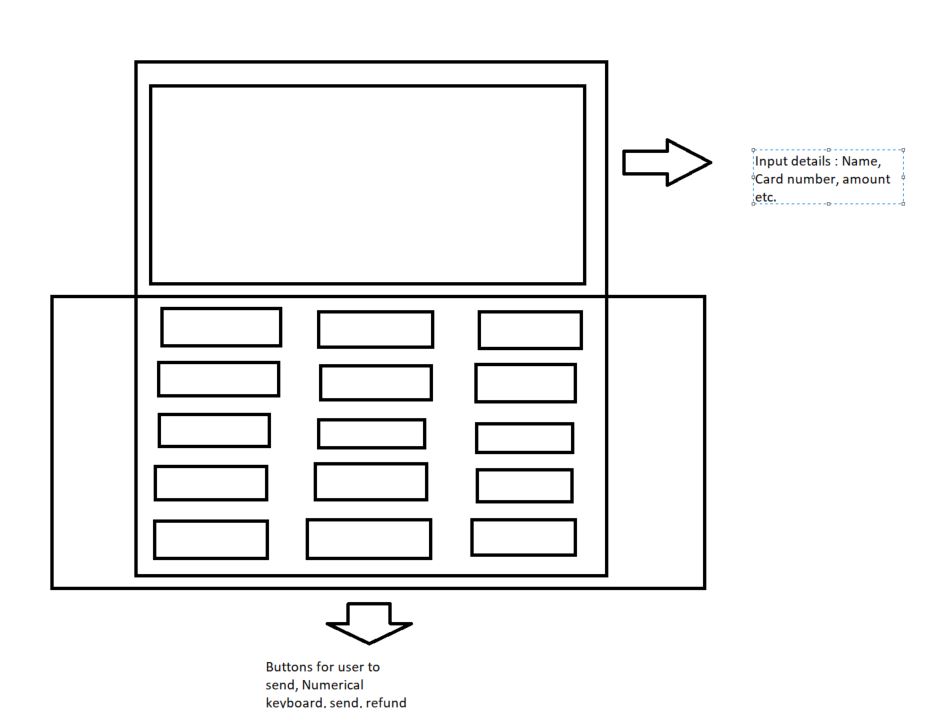 Input details : Name,
Card number, amount
etc.
Buttons for user to
send, Numerical
keyboard, send, refund